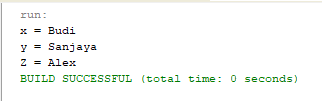 run:
x = Budi
y = Sanjaya
Z = Alex
BUILD SUCCESSFUL (total time: 0 seconds)